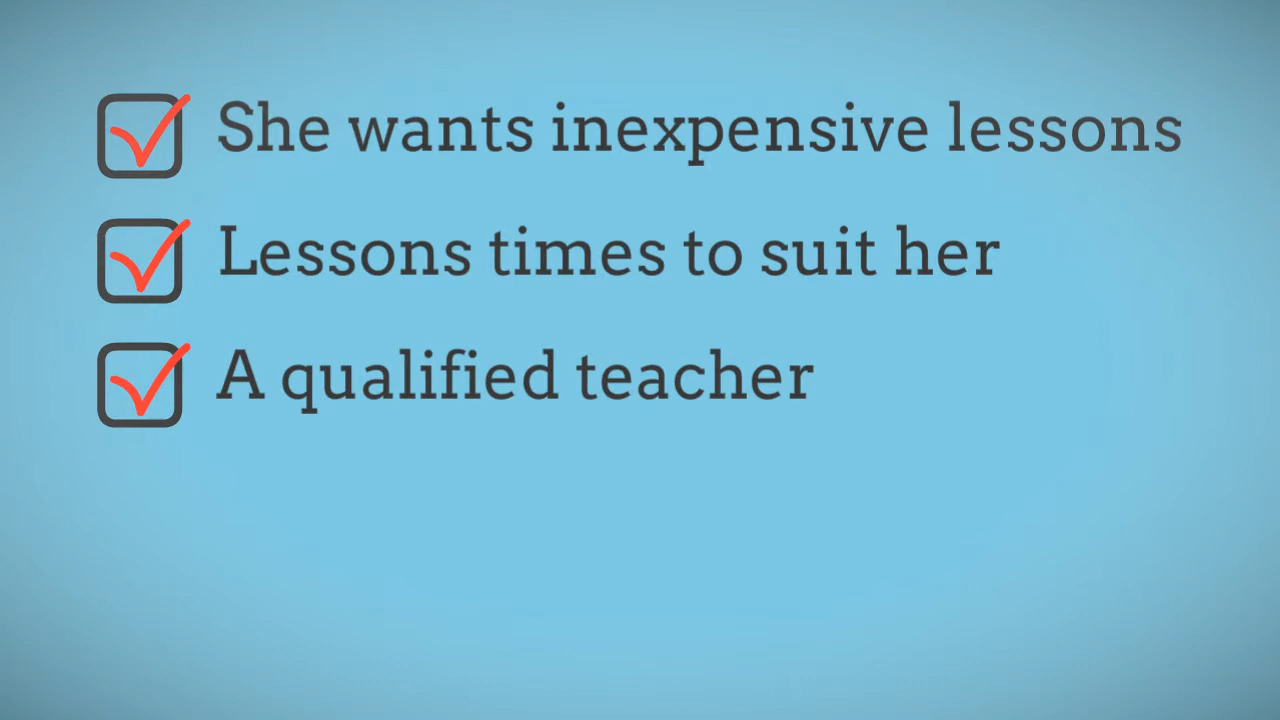 She wants inexpensive lessons
Lessons times to suit her
A qualified teacher